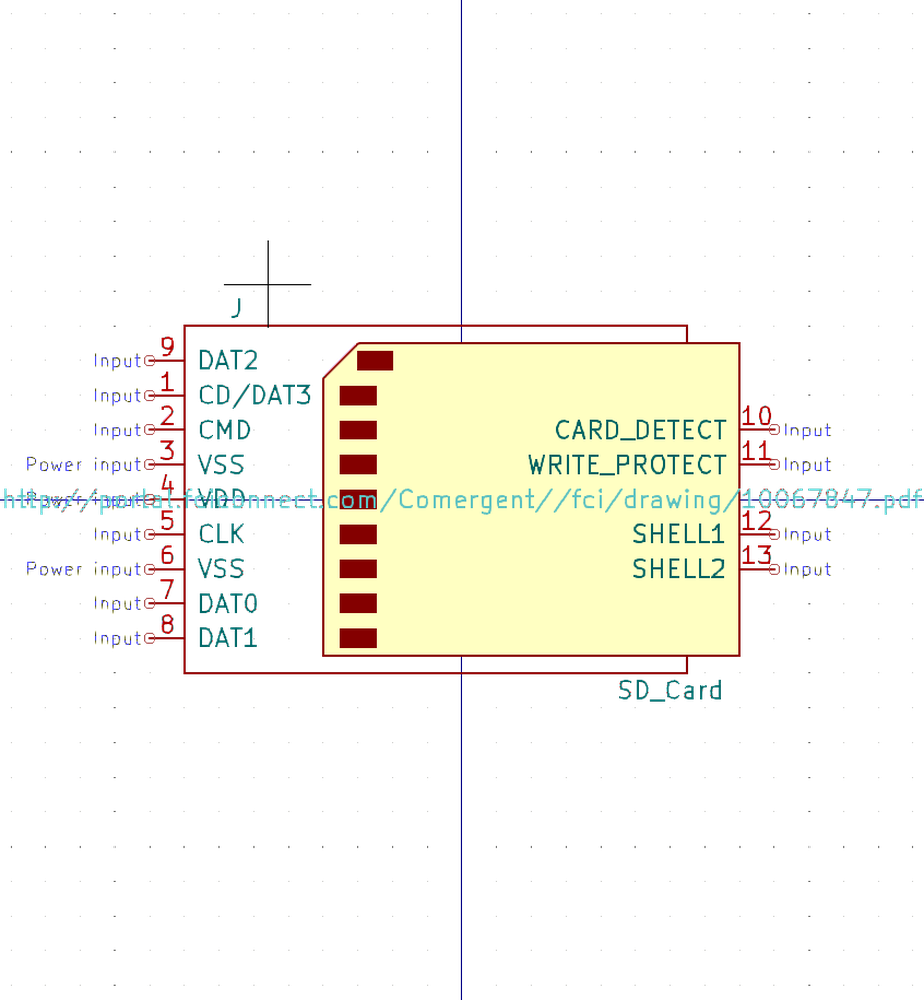 J
Input 9 DAT2
Input 1 CD/DAT3
Input 2 CMD CARD_DETECT 10 Input
Power input 3 VSS WRITE_PROTECT 11 Input
Power input 4 VDD
http://portal.fciconnect.com/Comergent//fci/drawing/10067847.pdf
Input 5 CLK SHELL1 12 Input
Power input 6 VSS SHELL2 13 Input
Input 7 DAT0
Input 8 DAT1
SD_Card